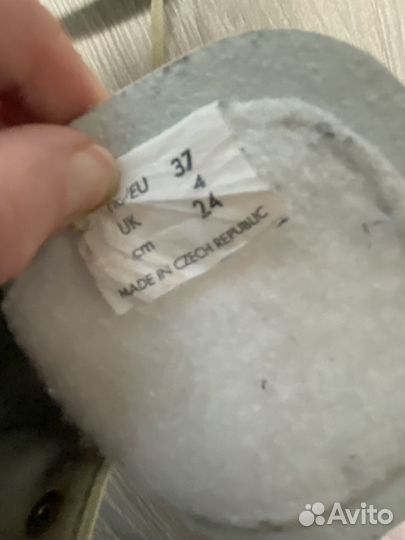 EU 37
UK 4
cm 24
MADE IN CZECH REPUBLIC
Avito